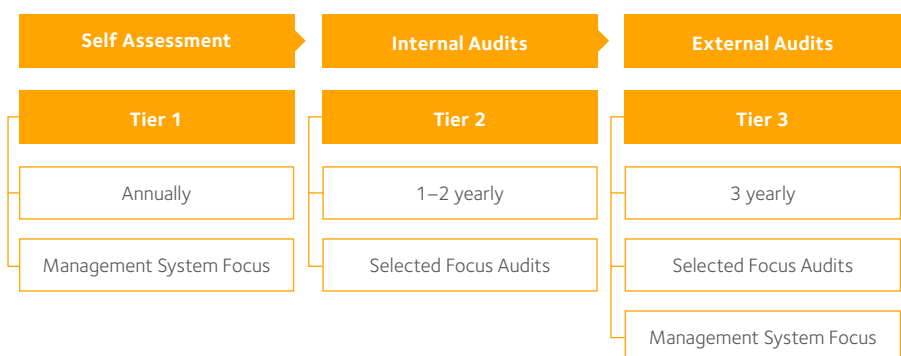 Self Assessment
Internal Audits
External Audits
Tier 1
Tier 2
Tier 3
Annually
1–2 yearly
3 yearly
Management System Focus
Selected Focus Audits
Selected Focus Audits
Management System Focus